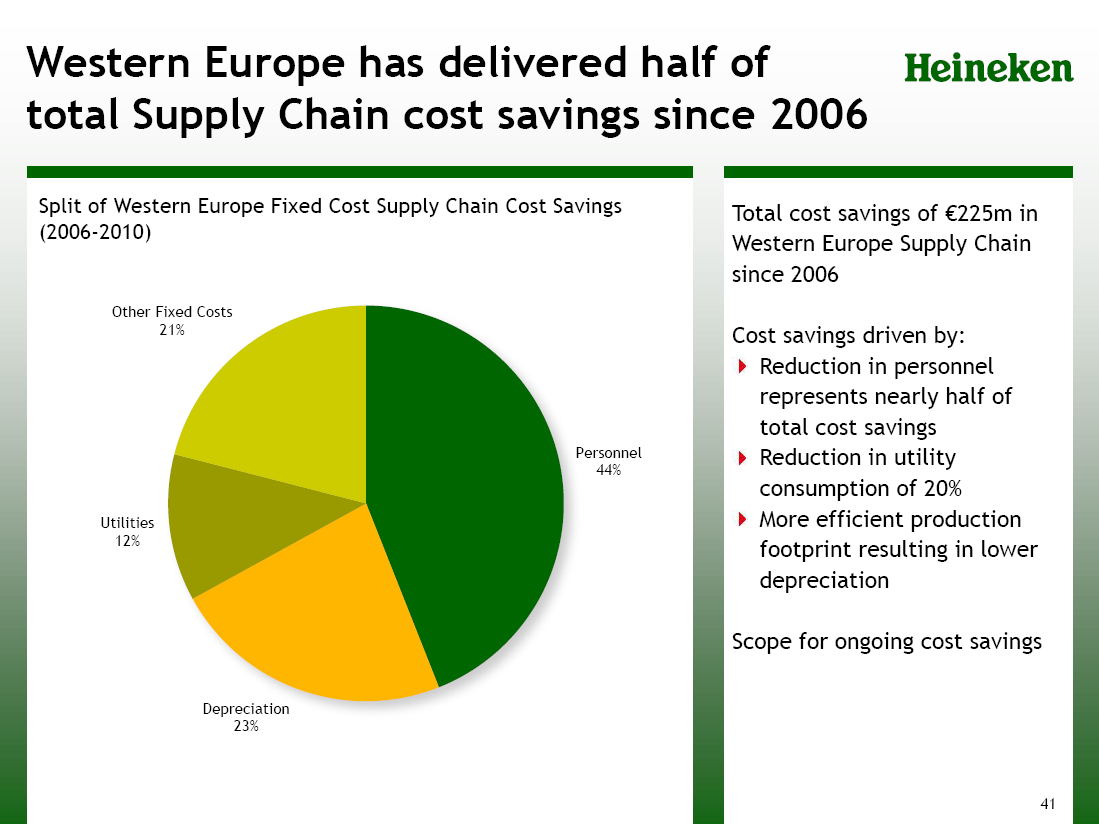 Western Europe has delivered half of
total Supply Chain cost savings since 2006
Heineken
Split of Western Europe Fixed Cost Supply Chain Cost Savings
(2006-2010)
Other Fixed Costs
21%
Personnel
44%
Utilities
12%
Depreciation
23%
Total cost savings of €225m in
Western Europe Supply Chain
since 2006
Cost savings driven by:
Reduction in personnel
represents nearly half of
total cost savings
Reduction in utility
consumption of 20%
More efficient production
footprint resulting in lower
depreciation
Scope for ongoing cost savings
41